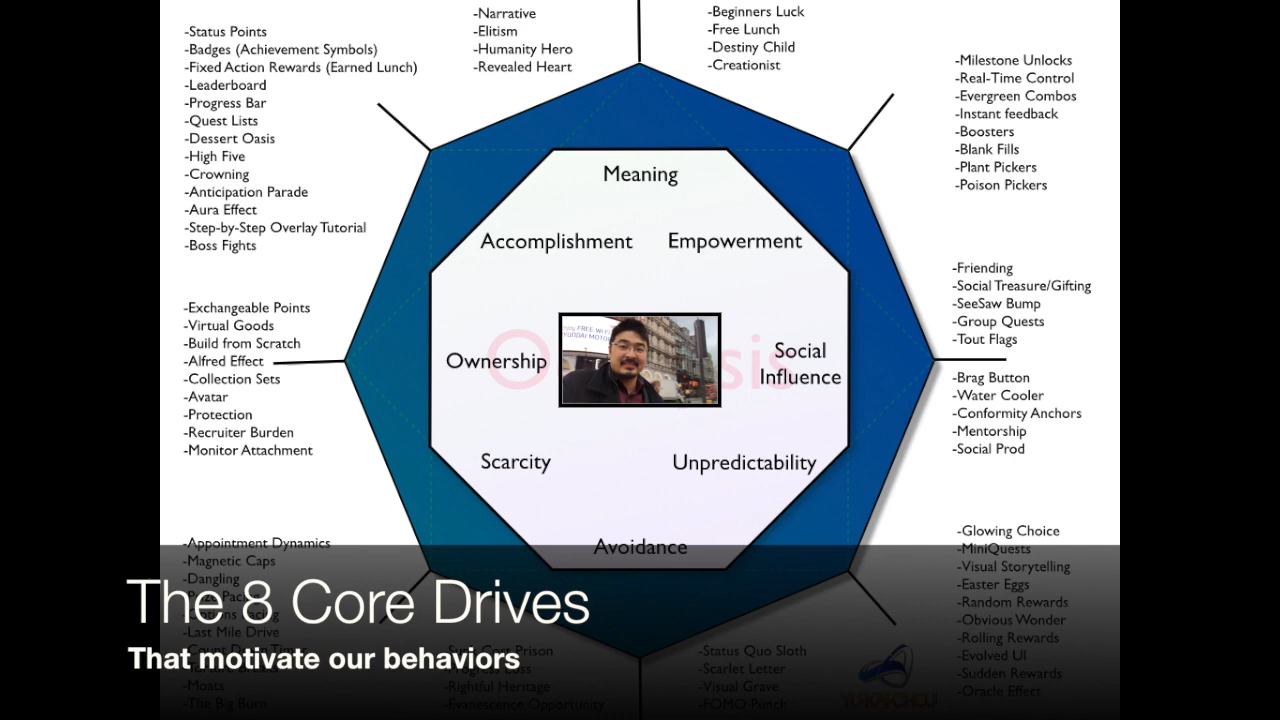 -Narrative
-Elitism
-Humanity Hero
-Revealed Heart
-Beginners Luck
-Free Lunch
-Destiny Child
-Creationist
-Status Points
-Badges (Achievement Symbols)
-Fixed Action Rewards (Earned Lunch)
-Leaderboard
-Progress Bar
-Quest Lists
-Dessert Oasis
-High Five
-Crowning
-Anticipation Parade
-Aura Effect
-Step-by-Step Overlay Tutorial
-Boss Fights
-Milestone Unlocks
-Real-Time Control
-Evergreen Combos
-Instant feedback
-Boosters
-Blank Fills
-Plant Pickers
-Poison Pickers
Meaning
Accomplishment
Empowerment
-Exchangeable Points
-Virtual Goods
-Build from Scratch
-Alfred Effect
-Collection Sets
-Avatar
-Protection
-Recruiter Burden
-Monitor Attachment
Ownership
Social
Influence
-Friending
-Social Treasure/Gifting
-SeeSaw Bump
-Group Quests
-Tout Flags
-Brag Button
-Water Cooler
-Conformity Anchors
-Mentorship
-Social Prod
Scarcity
Unpredictability
Avoidance
-Appointment Dynamics
-Magnetic Caps
-Dangling
-Last Mile Drive
-Moats
-The Big Burn
-Rightful Heritage
-Evanescence Opportunity
-Status Quo Sloth
-Scarlet Letter
-Visual Grave
-FOMO Punch
-Glowing Choice
-MiniQuests
-Visual Storytelling
-Easter Eggs
-Random Rewards
-Obvious Wonder
-Rolling Rewards
-Evolved UI
-Sudden Rewards
-Oracle Effect
YU-KAI CHOU
The 8 Core Drives
That motivate our behaviors